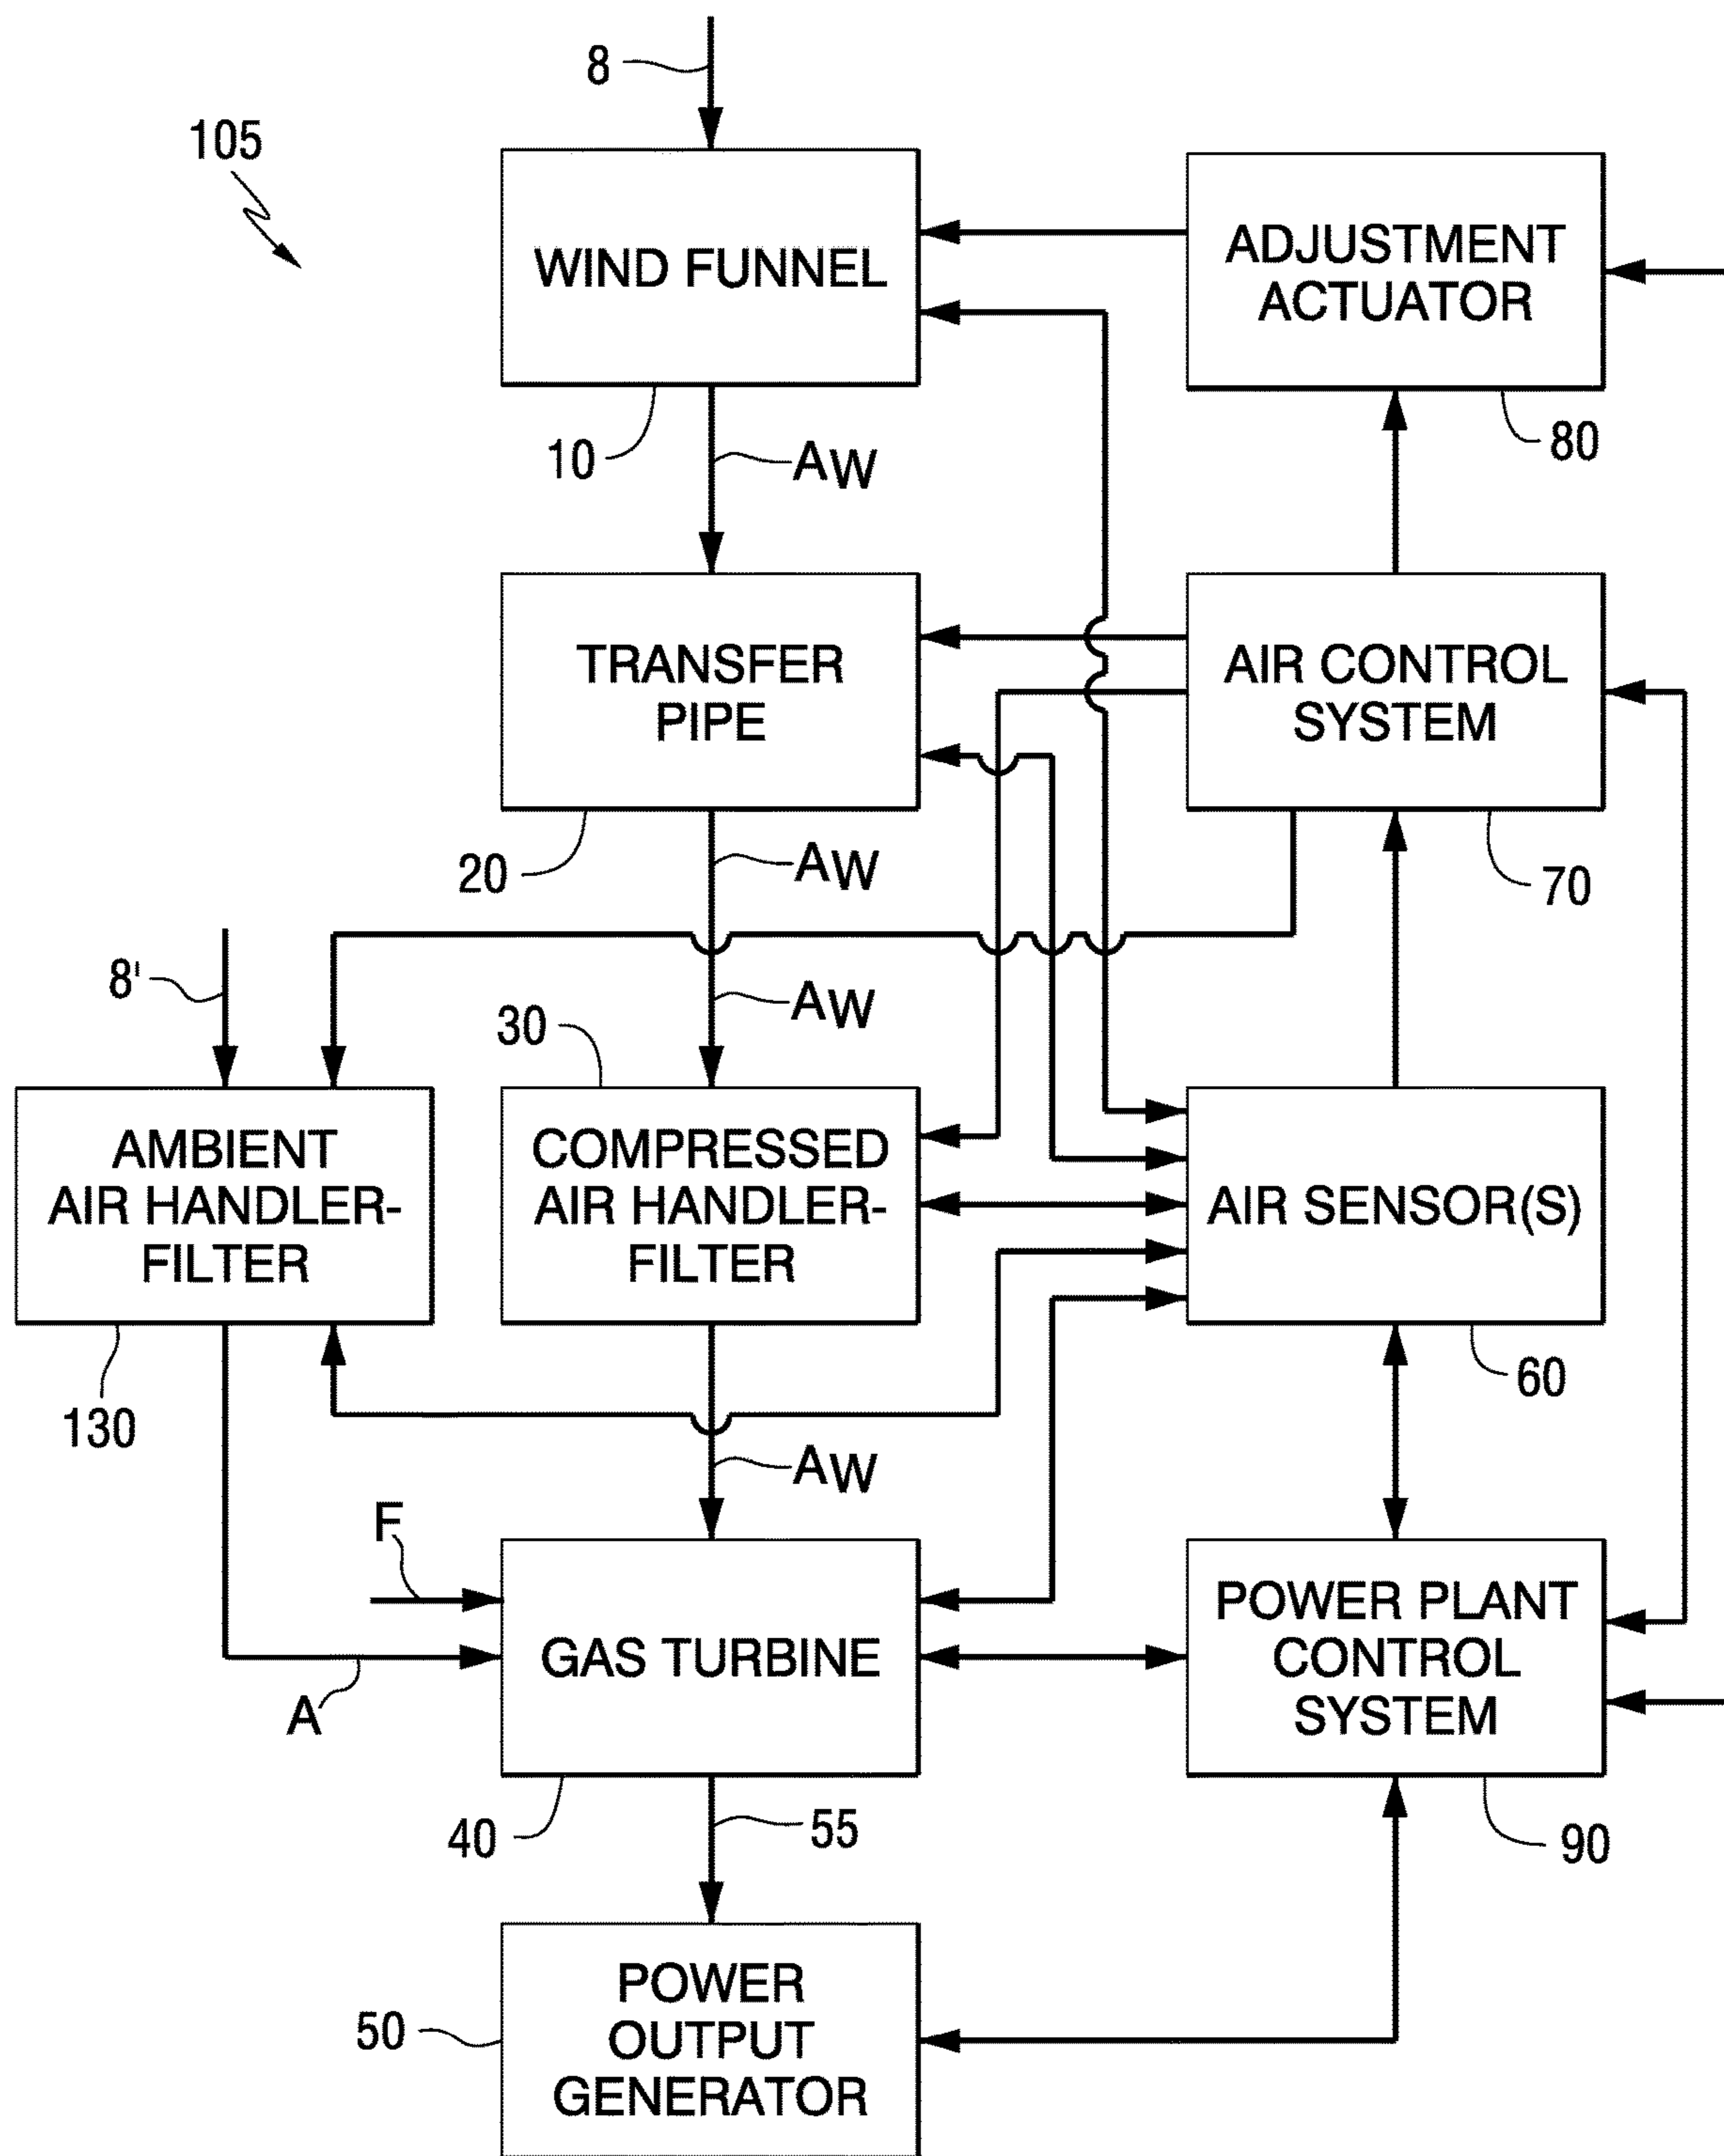 8
105
WIND FUNNEL
ADJUSTMENT
ACTUATOR
10
AW
80
TRANSFER
PIPE
AIR CONTROL
SYSTEM
20
AW
70
8'
AW
30
AMBIENT
AIR HANDLER-
FILTER
COMPRESSED
AIR HANDLER-
FILTER
AIR SENSOR(S)
130
60
AW
F
GAS TURBINE
POWER PLANT
CONTROL
SYSTEM
A
40
55
90
POWER
OUTPUT
GENERATOR
50